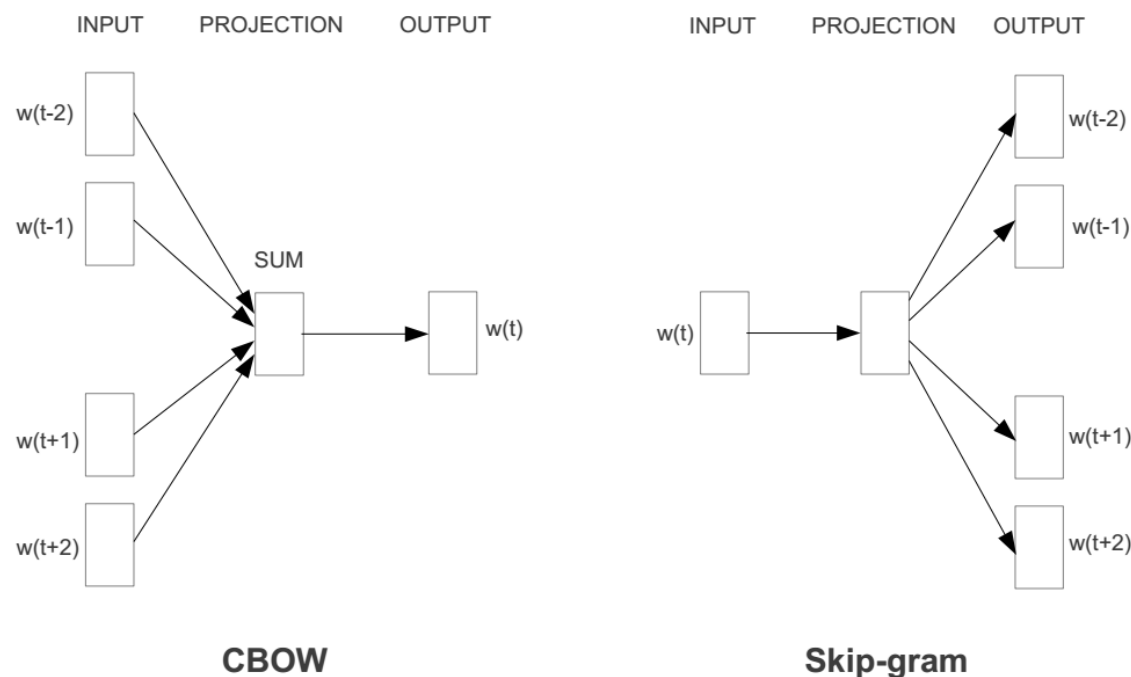 INPUT PROJECTION OUTPUT
w(t-2)
w(t-1)
SUM
w(t)
w(t+1)
w(t+2)
CBOW
INPUT PROJECTION OUTPUT
w(t-2)
w(t-1)
w(t)
w(t+1)
w(t+2)
Skip-gram